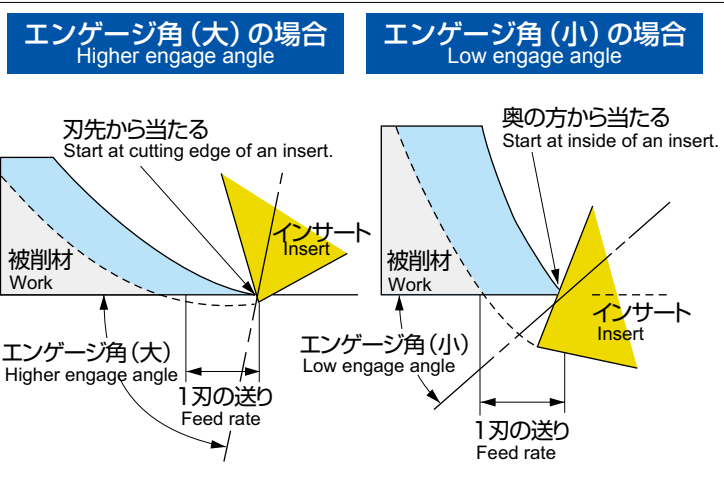 エンゲージ角（大）の場合
Higher engage angle
刃先から当たる
Start at cutting edge of an insert.
インサート
Insert
被削材
Work
エンゲージ角（大）
Higher engage angle
1刃の送り
Feed rate
エンゲージ角（小）の場合
Low engage angle
奥の方から当たる
Start at inside of an insert.
被削材
Work
インサート
Insert
エンゲージ角（小）
Low engage angle
1刃の送り
Feed rate